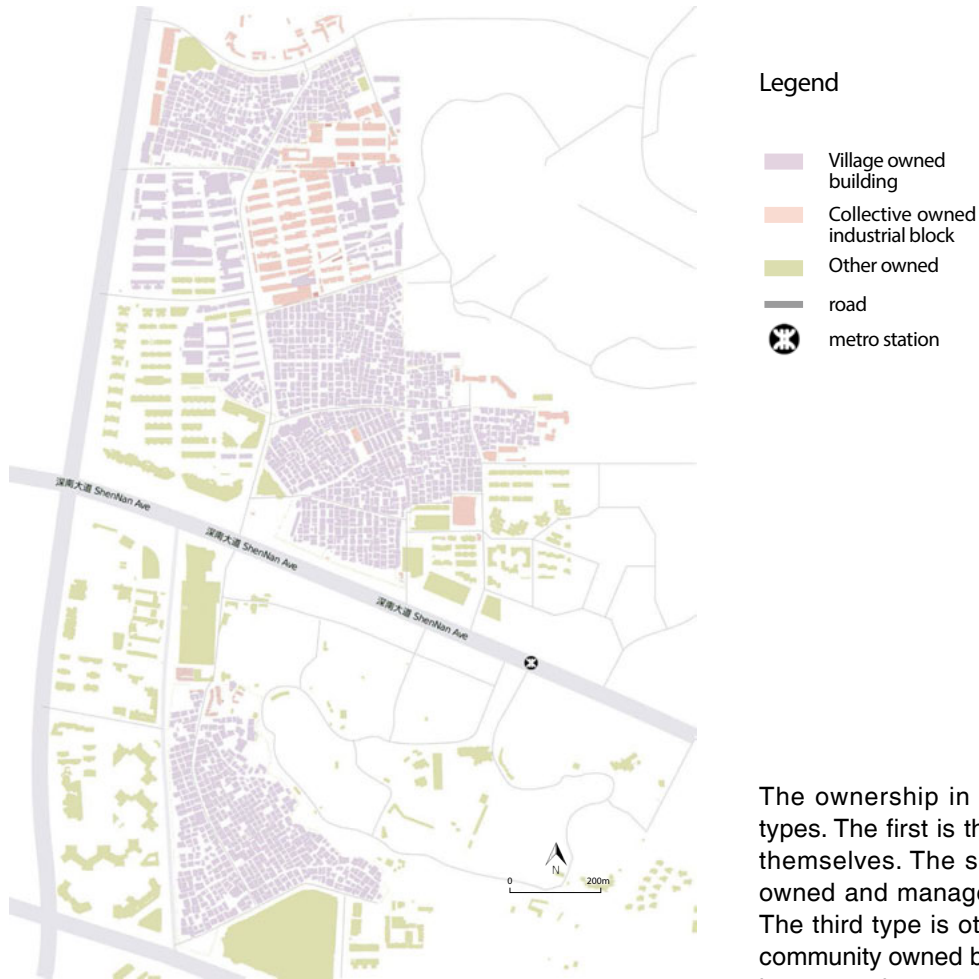 Legend
Village owned
building
Collective owned
industrial block
Other owned
road
metro station
深南大道 ShenNan Ave
深南大道 ShenNan Ave
深南大道 ShenNan Ave
N
0 200m
The ownership in
types. The first is th
themselves. The s
owned and manag
The third type is ot
community owned b